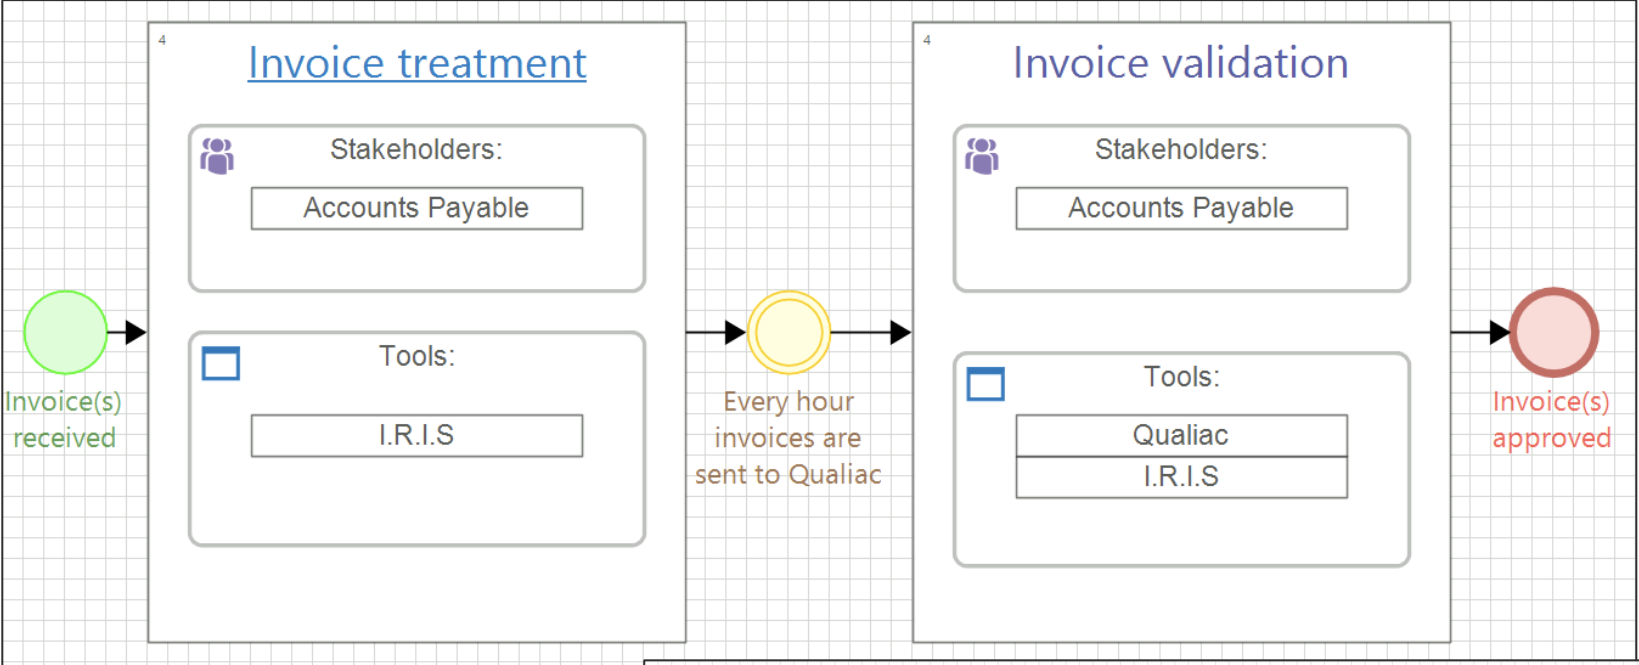 4
Invoice treatment
Stakeholders:
Accounts Payable
Tools:
I.R.I.S
Invoice(s)
received
Every hour
invoices are
sent to Qualiac
4
Invoice validation
Stakeholders:
Accounts Payable
Tools:
Qualiac
I.R.I.S
Invoice(s)
approved